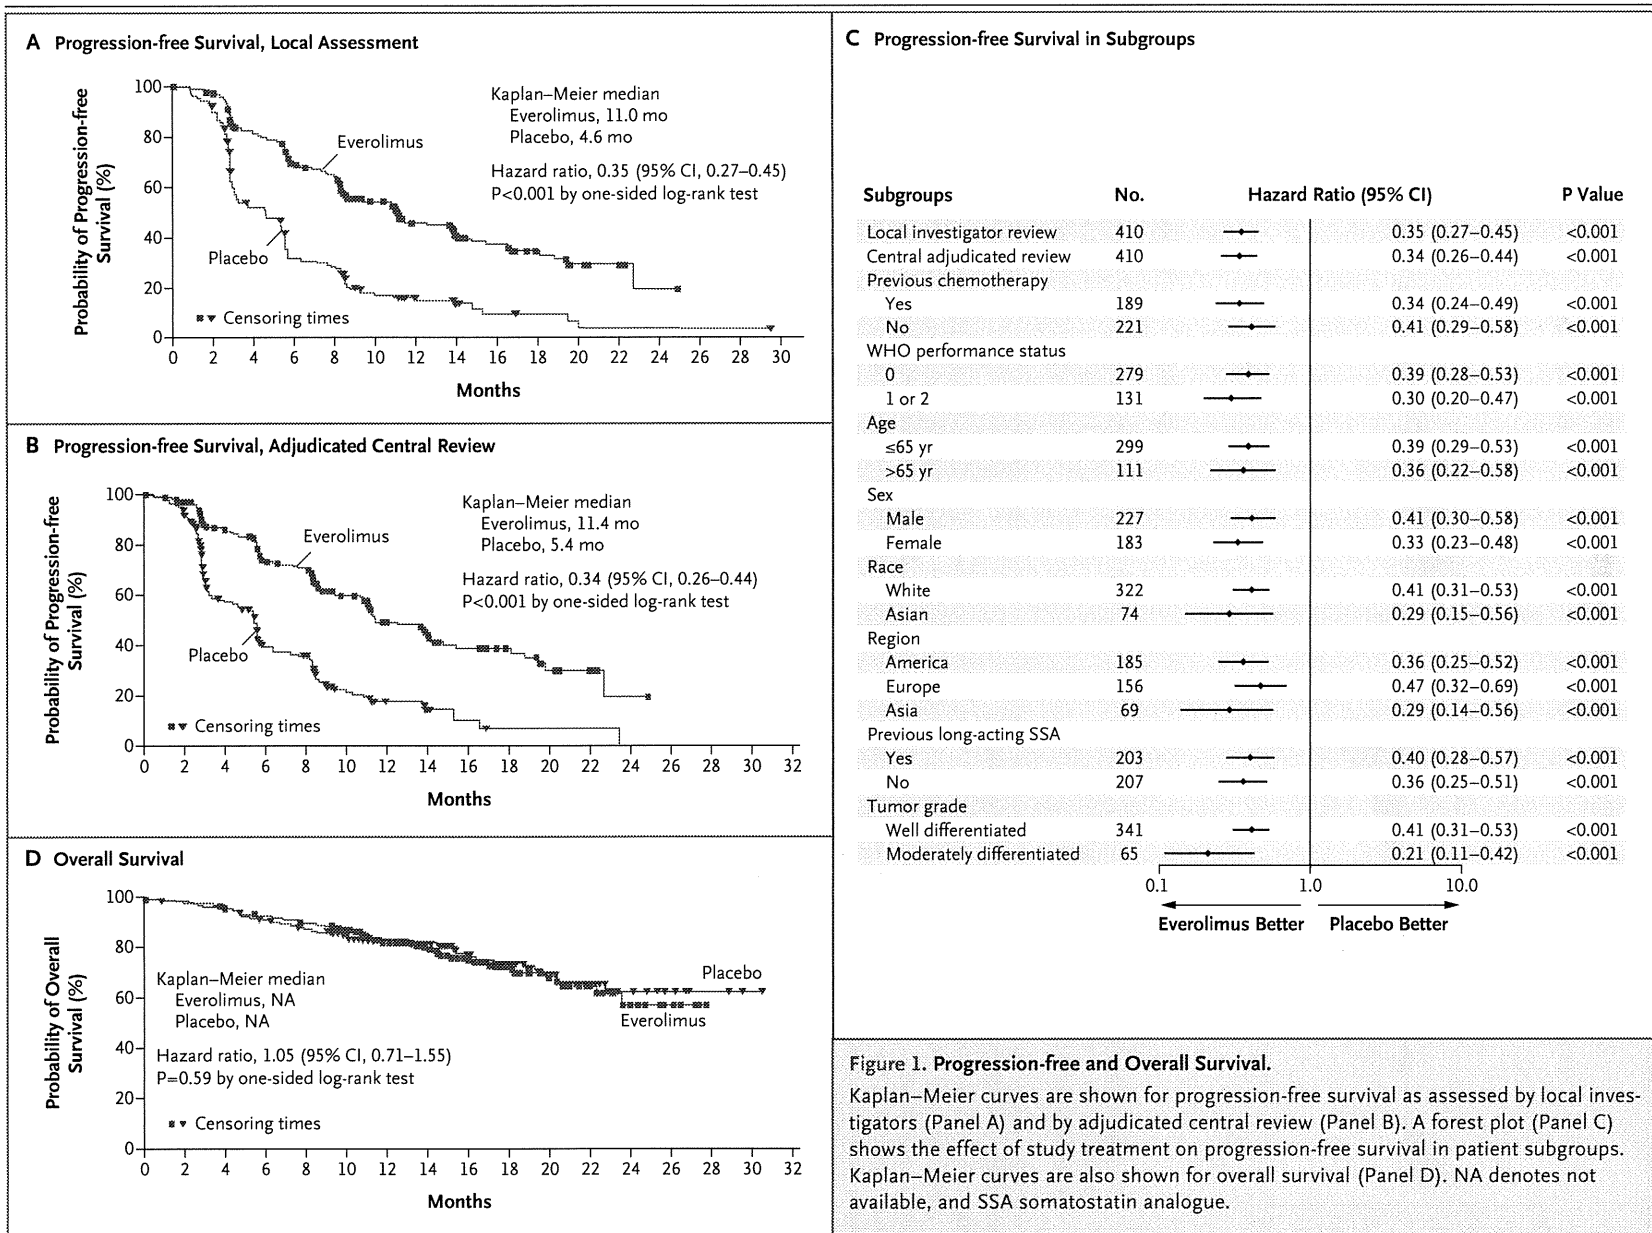 A Progression-free Survival, Local Assessment
Probability of Progression-free
Survival (%)
100
80
60
40
20
0
Kaplan–Meier median
Everolimus, 11.0 mo
Placebo, 4.6 mo
Hazard ratio, 0.35 (95% CI, 0.27–0.45)
P<0.001 by one-sided log-rank test
Everolimus
Placebo
Censoring times
0 2 4 6 8 10 12 14 16 18 20 22 24 26 28 30
Months
B Progression-free Survival, Adjudicated Central Review
Probability of Progression-free
Survival (%)
100
80
60
40
20
0
Kaplan–Meier median
Everolimus, 11.4 mo
Placebo, 5.4 mo
Hazard ratio, 0.34 (95% CI, 0.26–0.44)
P<0.001 by one-sided log-rank test
Everolimus
Placebo
Censoring times
0 2 4 6 8 10 12 14 16 18 20 22 24 26 28 30 32
Months
D Overall Survival
Probability of Overall
Survival (%)
100
80
60
40
20
0
Kaplan–Meier median
Everolimus, NA
Placebo, NA
Hazard ratio, 1.05 (95% CI, 0.71–1.55)
P=0.59 by one-sided log-rank test
Placebo
Everolimus
Censoring times
0 2 4 6 8 10 12 14 16 18 20 22 24 26 28 30 32
Months
C Progression-free Survival in Subgroups
Subgroups No. Hazard Ratio (95% CI) P Value
Local investigator review 410 0.35 (0.27–0.45) <0.001
Central adjudicated review 410 0.34 (0.26–0.44) <0.001
Previous chemotherapy
Yes 189 0.34 (0.24–0.49) <0.001
No 221 0.41 (0.29–0.58) <0.001
WHO performance status
0 279 0.39 (0.28–0.53) <0.001
1 or 2 131 0.30 (0.20–0.47) <0.001
Age
≤65 yr 299 0.39 (0.29–0.53) <0.001
>65 yr 111 0.36 (0.22–0.58) <0.001
Sex
Male 227 0.41 (0.30–0.58) <0.001
Female 183 0.33 (0.23–0.48) <0.001
Race
White 322 0.41 (0.31–0.53) <0.001
Asian 74 0.29 (0.15–0.56) <0.001
Region
America 185 0.36 (0.25–0.52) <0.001
Europe 156 0.47 (0.32–0.69) <0.001
Asia 69 0.29 (0.14–0.56) <0.001
Previous long-acting SSA
Yes 203 0.40 (0.28–0.57) <0.001
No 207 0.36 (0.25–0.51) <0.001
Tumor grade
Well differentiated 341 0.41 (0.31–0.53) <0.001
Moderately differentiated 65 0.21 (0.11–0.42) <0.001
0.1 1.0 10.0
Everolimus Better Placebo Better
Figure 1. Progression-free and Overall Survival.
Kaplan–Meier curves are shown for progression-free survival as assessed by local inves-
tigators (Panel A) and by adjudicated central review (Panel B). A forest plot (Panel C)
shows the effect of study treatment on progression-free survival in patient subgroups.
Kaplan–Meier curves are also shown for overall survival (Panel D). NA denotes not
available, and SSA somatostatin analogue.